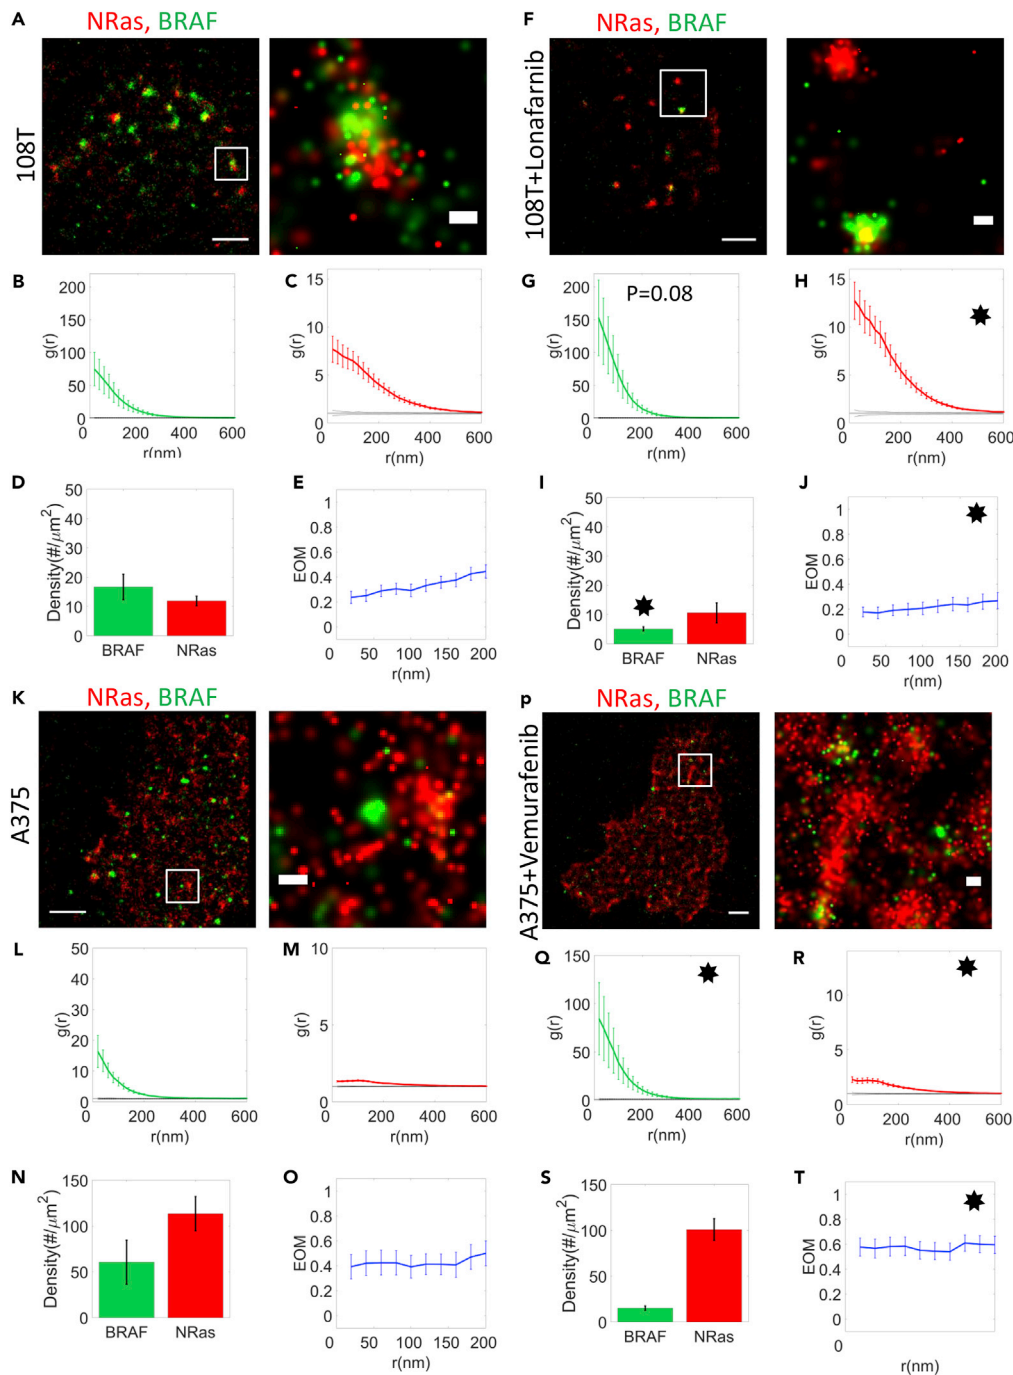 A
NRas, BRAF
108T
F
NRas, BRAF
108T+Lonafarnib
B
g(r)
200
150
100
50
0
0 200 400 600
r(nm)
C
g(r)
15
10
5
0
0 200 400 600
r(nm)
G
P=0.08
g(r)
200
150
100
50
0
0 200 400 600
r(nm)
H
g(r)
15
10
5
0
0 200 400 600
r(nm)
D
Density(#/μm2)
50
40
30
20
10
0
BRAF NRas
E
EOM
1
0.8
0.6
0.4
0.2
0
50 100 150 200
r(nm)
I
Density(#/μm2)
50
40
30
20
10
0
BRAF NRas
J
EOM
1
0.8
0.6
0.4
0.2
0
0 50 100 150 200
r(nm)
K
NRas, BRAF
A375
p
NRas, BRAF
A375+Vemurafenib
L
g(r)
50
40
30
20
10
0
0 200 400 600
r(nm)
M
g(r)
10
5
0
0 200 400 600
r(nm)
Q
g(r)
150
100
50
0
0 200 400 600
r(nm)
R
g(r)
10
5
0
0 200 400 600
r(nm)
N
Density(#/μm2)
150
100
50
0
BRAF NRas
O
EOM
1
0.8
0.6
0.4
0.2
0
50 100 150 200
r(nm)
S
Density(#/μm2)
150
100
50
0
BRAF NRas
T
EOM
1
0.8
0.6
0.4
0.2
0
r(nm)